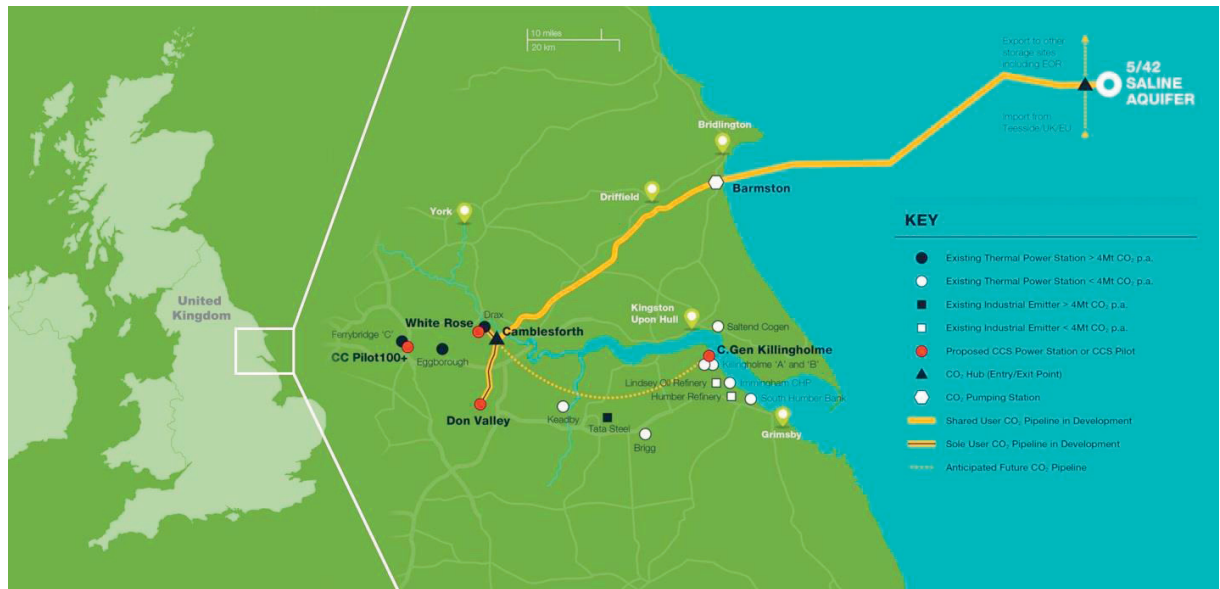 10 miles
20 km
Export to other
storage sites
including EOR
5/42
SALINE
AQUIFER
Import from
Teesside/UK/EU
Bridlington
Barmston
Driffield
York
United
Kingdom
Kingston
Upon Hull
Saltend Cogen
Drax
White Rose
Camblesforth
Ferrybridge 'C'
CC Pilot100+
Eggborough
C.Gen Killingholme
Killingholme 'A' and 'B'
Lindsey Oil Refinery
Immingham CHP
Humber Refinery
South Humber Bank
Don Valley
Keadby
Tata Steel
Brigg
Grimsby
KEY
Existing Thermal Power Station > 4Mt CO₂ p.a.
Existing Thermal Power Station < 4Mt CO₂ p.a.
Existing Industrial Emitter > 4Mt CO₂ p.a.
Existing Industrial Emitter < 4Mt CO₂ p.a.
Proposed CCS Power Station or CCS Pilot
CO₂ Hub (Entry/Exit Point)
CO₂ Pumping Station
Shared User CO₂ Pipeline in Development
Sole User CO₂ Pipeline in Development
Anticipated Future CO₂ Pipeline